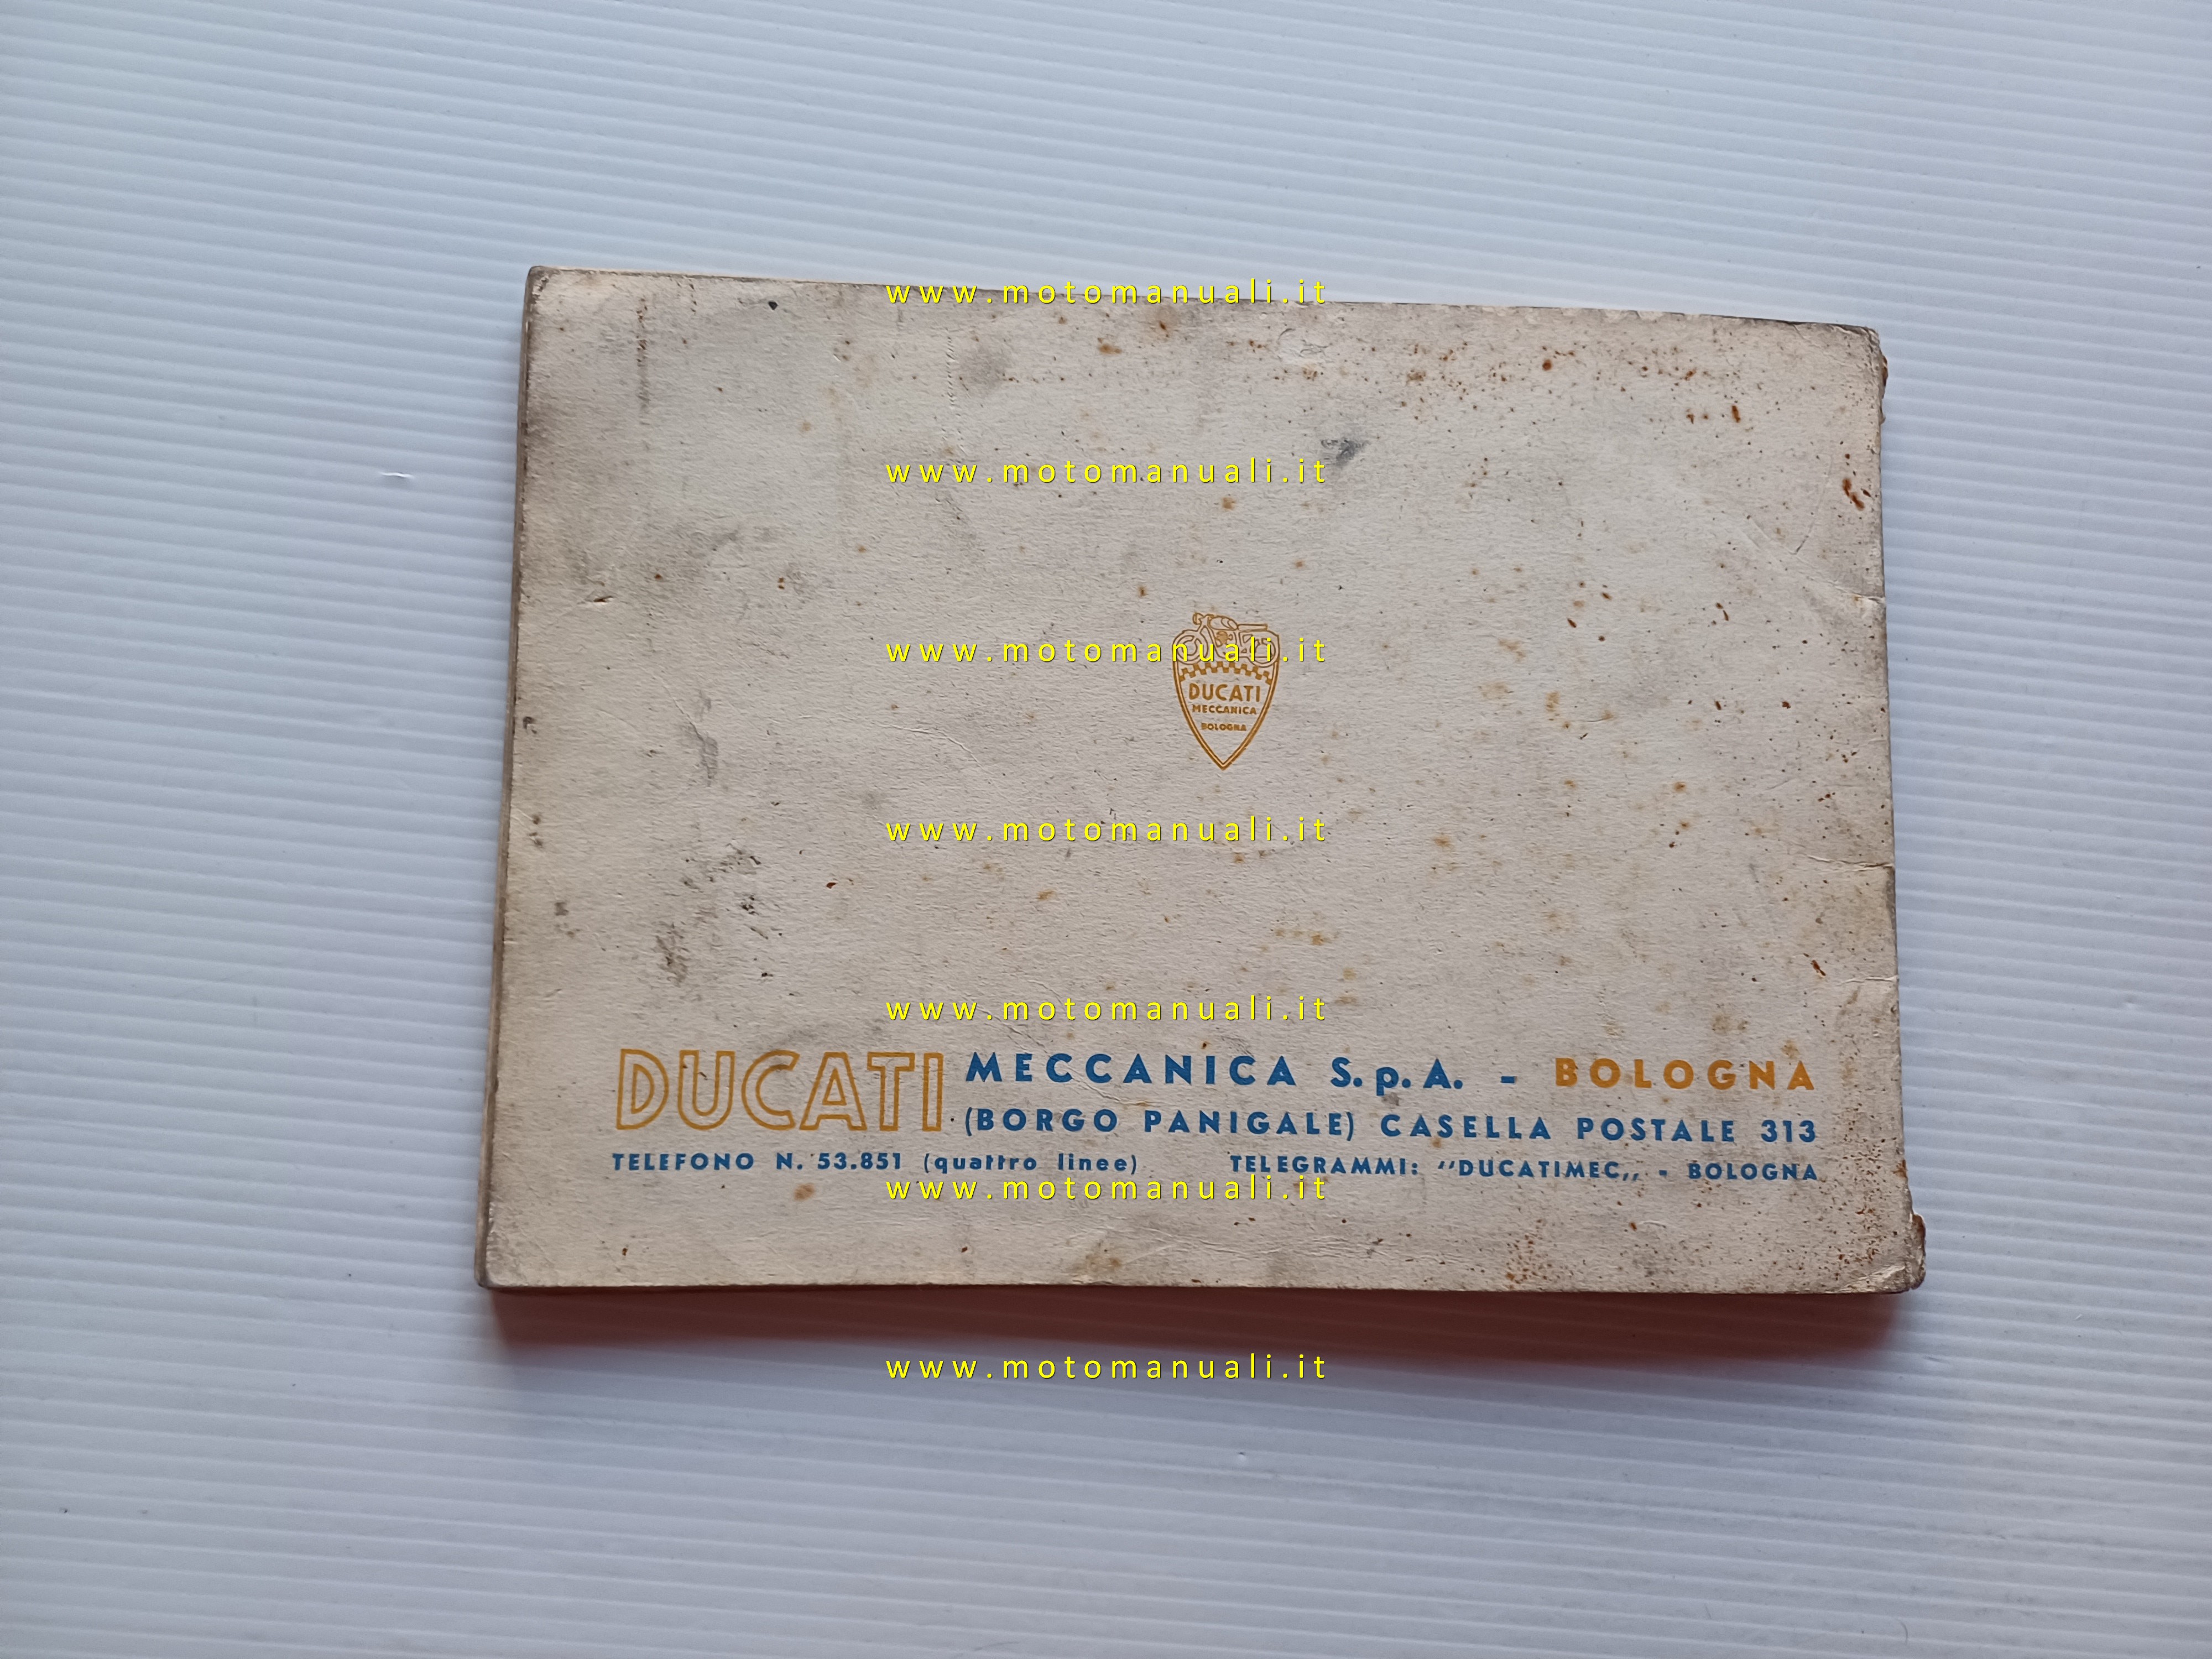 www.motomanuali.it
www.motomanuali.it
www.motomanuali.it
DUCATI
MECCANICA
BOLOGNA
www.motomanuali.it
www.motomanuali.it
DUCATI MECCANICA S.p.A. - BOLOGNA
(BORGO PANIGALE) CASELLA POSTALE 313
TELEFONO N. 53.851 (quattro linee) TELEGRAMMI: "DUCATIMEC,, - BOLOGNA
www.motomanuali.it
www.motomanuali.it